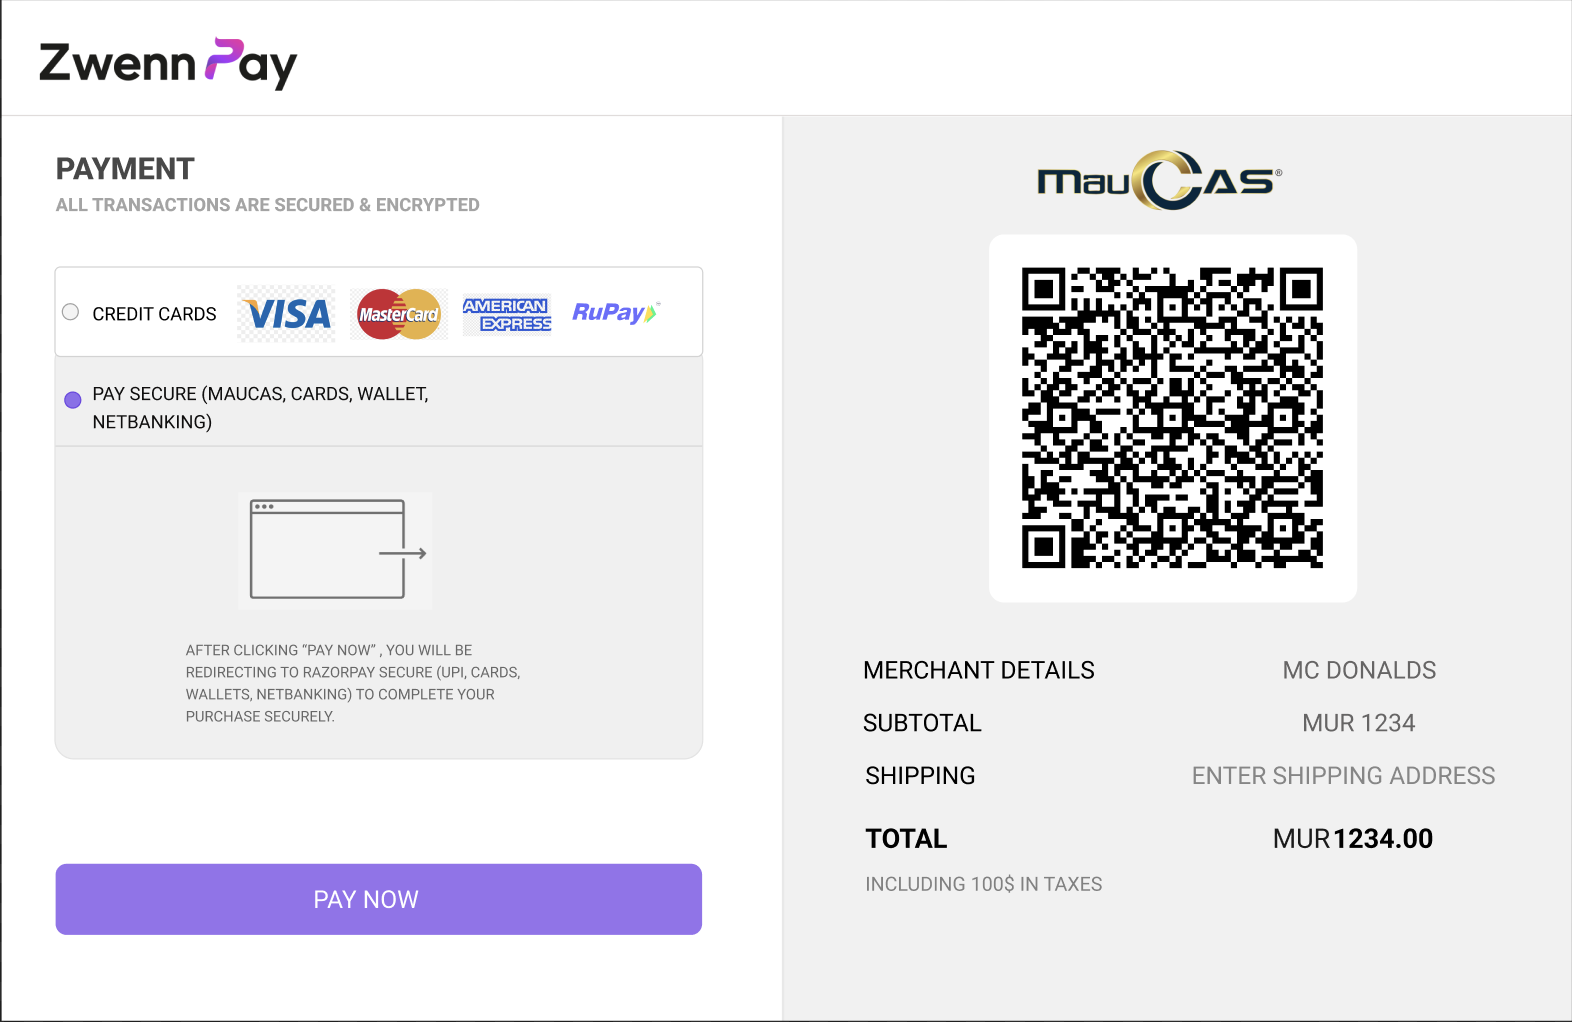 Zwenn Pay
PAYMENT
ALL TRANSACTIONS ARE SECURED & ENCRYPTED
CREDIT CARDS
VISA
MasterCard
AMERICAN
EXPRESS
RuPay
PAY SECURE (MAUCAS, CARDS, WALLET,
NETBANKING)
AFTER CLICKING “PAY NOW” , YOU WILL BE
REDIRECTING TO RAZORPAY SECURE (UPI, CARDS,
WALLETS, NETBANKING) TO COMPLETE YOUR
PURCHASE SECURELY.
PAY NOW
mauCAS®
MERCHANT DETAILS MC DONALDS
SUBTOTAL MUR 1234
SHIPPING ENTER SHIPPING ADDRESS
TOTAL MUR 1234.00
INCLUDING 100$ IN TAXES